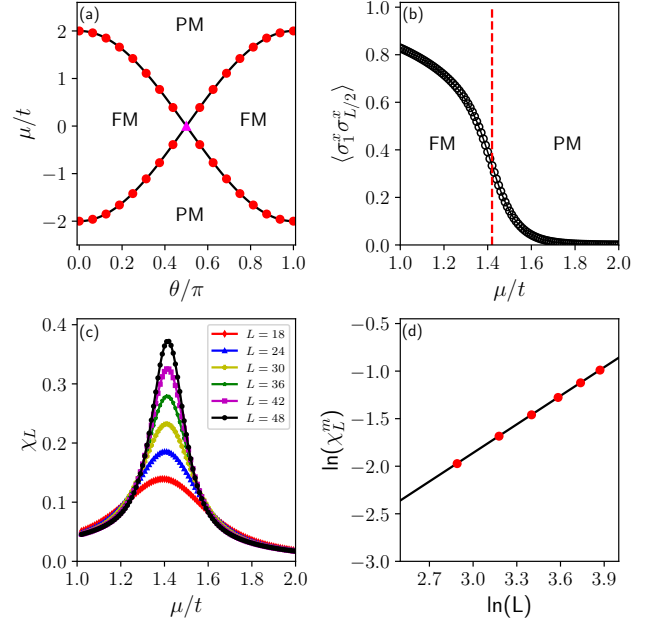 (a)
PM
FM
FM
PM
2
1
0
−1
−2
μ/t
0.0 0.2 0.4 0.6 0.8 1.0
θ/π
(b)
FM
PM
1.0
0.8
0.6
0.4
0.2
0.0
⟨σ₁ˣσ_{L/2}ˣ⟩
1.0 1.2 1.4 1.6 1.8 2.0
μ/t
(c)
L = 18
L = 24
L = 30
L = 36
L = 42
L = 48
0.4
0.3
0.2
0.1
0.0
χ_L
1.0 1.2 1.4 1.6 1.8 2.0
μ/t
(d)
−0.5
−1.0
−1.5
−2.0
−2.5
−3.0
ln(χ_L^m)
2.7 3.0 3.3 3.6 3.9
ln(L)